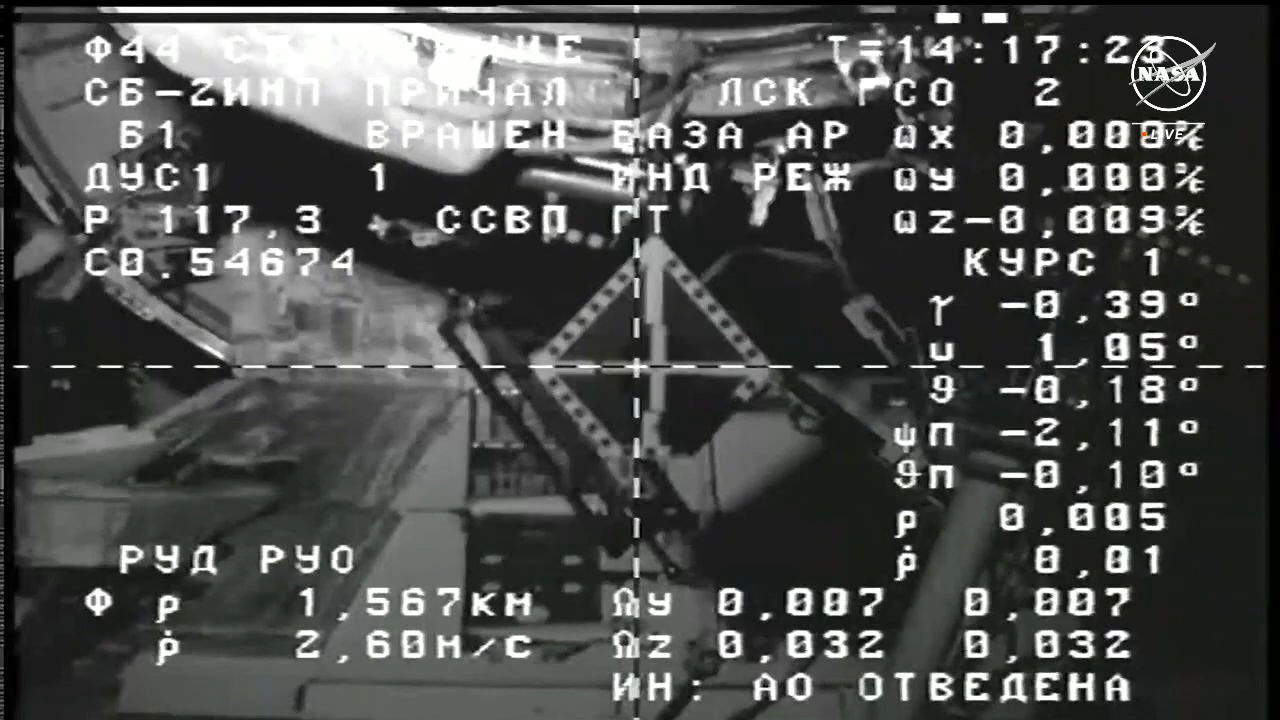 Ф44 T=14:17:23
СБ-2ИМП ПРИЧАЛ ЛСК ГСО 2
Б1 ВРАШЕН БАЗА АР ωX 0,000%
ДУС1 1 ИНД РЕЖ ωУ 0,000%
Р 117,3 ССВП ГТ ωZ-0,009%
С0.54674 КУРС 1
γ -0,39°
1,05°
ϑ -0,18°
ψП -2,11°
ϑП -0,10°
ρ 0,005
РУД РУО ρ̇ 0,01
Ф ρ 1,567КМ ΩУ 0,007 0,007
ρ̇ 2,60М/С ΩZ 0,032 0,032
ИН: АО ОТВЕДЕНА
NASA
LIVE